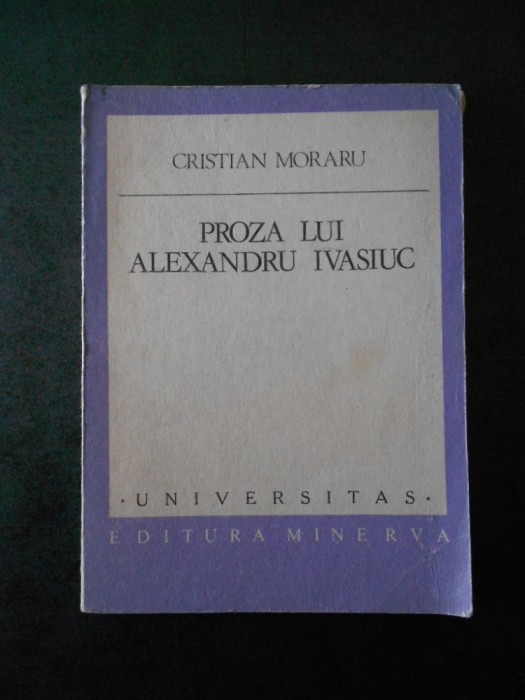 CRISTIAN MORARU
PROZA LUI
ALEXANDRU IVASIUC
· UNIVERSITAS ·
EDITURA MINERVA